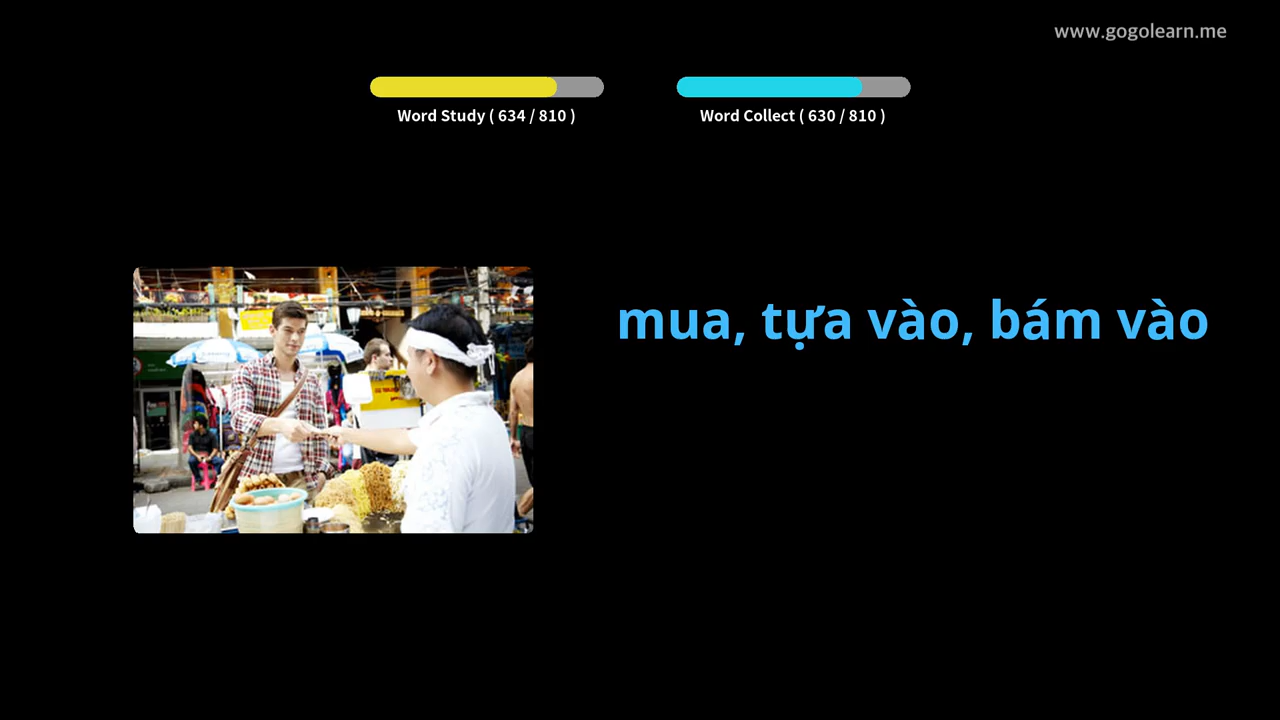 www.gogolearn.me
Word Study ( 634 / 810 )
Word Collect ( 630 / 810 )
mua, tựa vào, bám vào